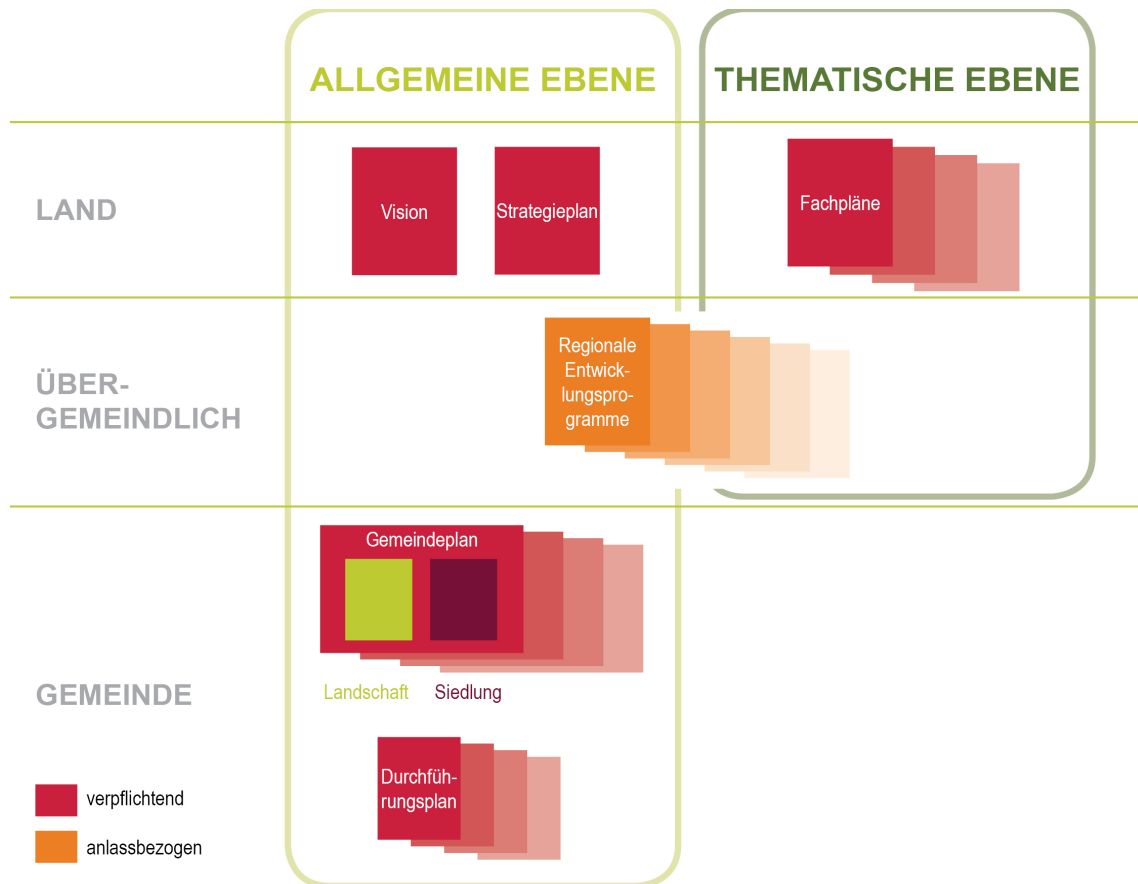 ALLGEMEINE EBENE
THEMATISCHE EBENE
LAND
Vision
Strategieplan
Fachpläne
ÜBER-
GEMEINDLICH
Regionale
Entwick-
lungspro-
gramme
GEMEINDE
Gemeindeplan
Landschaft
Siedlung
Durchfüh-
rungsplan
verpflichtend
anlassbezogen